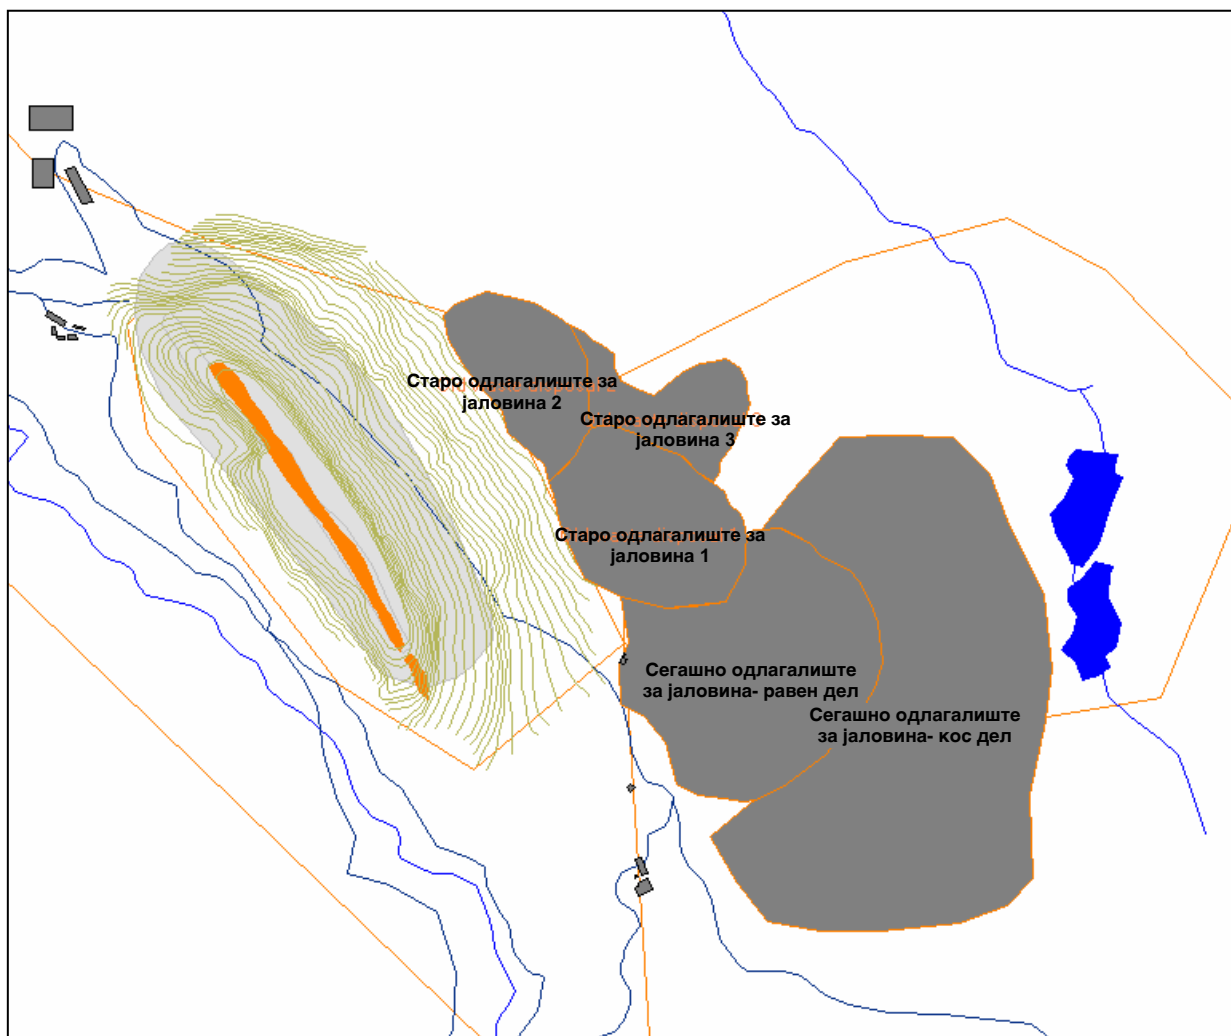 Старо одлагалиште за
јаловина 2
Старо одлагалиште за
јаловина 3
Старо одлагалиште за
јаловина 1
Сегашно одлагалиште
за јаловина- равен дел
Сегашно одлагалиште
за јаловина- кос дел